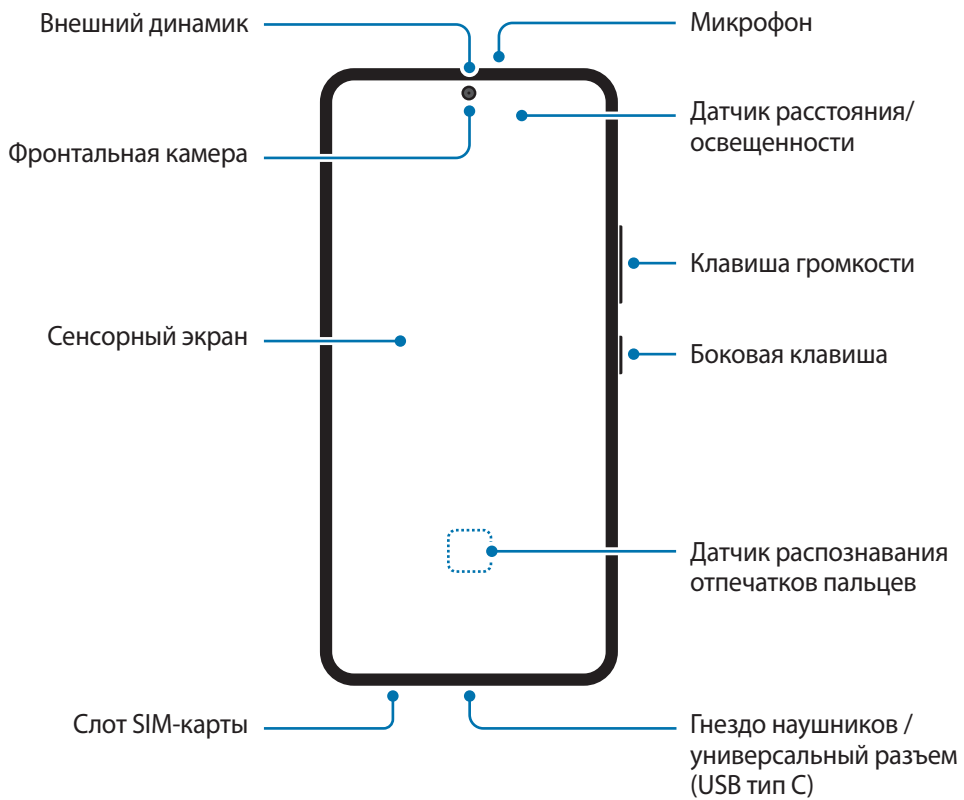 Внешний динамик
Микрофон
Датчик расстояния/
освещенности
Фронтальная камера
Клавиша громкости
Сенсорный экран
Боковая клавиша
Датчик распознавания
отпечатков пальцев
Слот SIM-карты
Гнездо наушников /
универсальный разъем
(USB тип C)